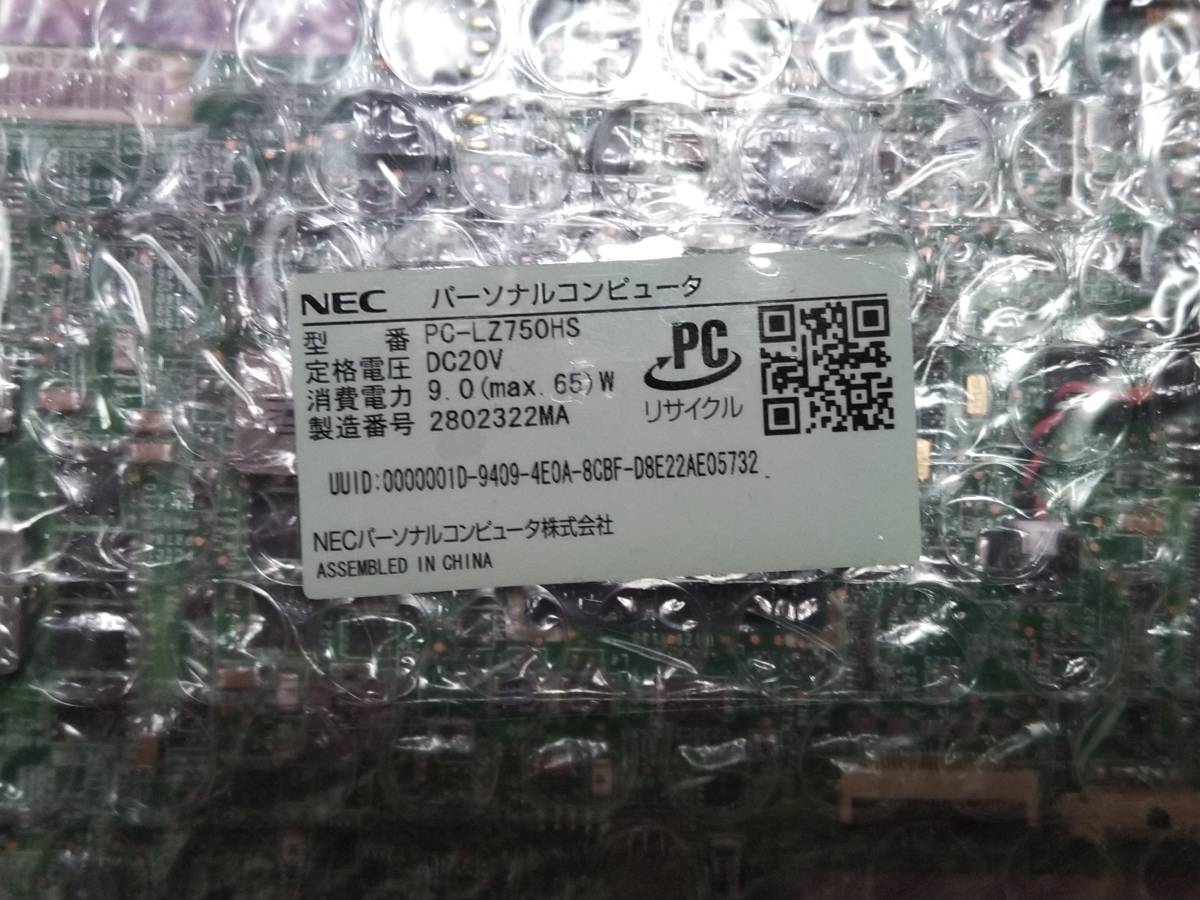 NEC パーソナルコンピュータ
型 番 PC-LZ750HS
定格電圧 DC20V
消費電力 9.0(max.65)W
製造番号 2802322MA
PC
リサイクル
UUID:0000001D-9409-4E0A-8CBF-D8E22AE05732
NECパーソナルコンピュータ株式会社
ASSEMBLED IN CHINA